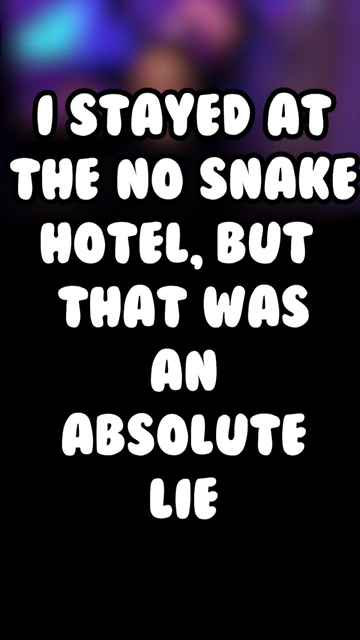 I STAYED AT
THE NO SNAKE
HOTEL, BUT
THAT WAS
AN
ABSOLUTE
LIE